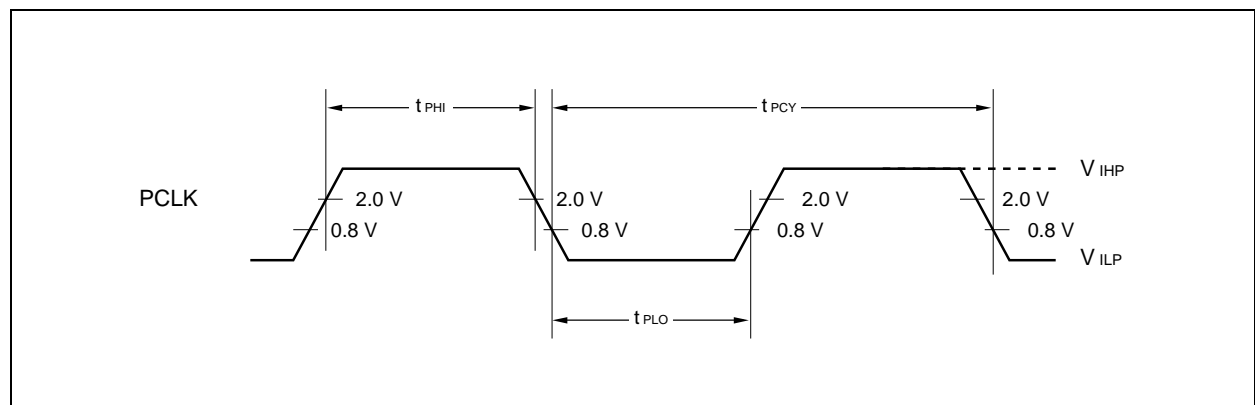 t PHI
t PCY
V IHP
PCLK
2.0 V
2.0 V
2.0 V
2.0 V
0.8 V
0.8 V
0.8 V
0.8 V
V ILP
t PLO